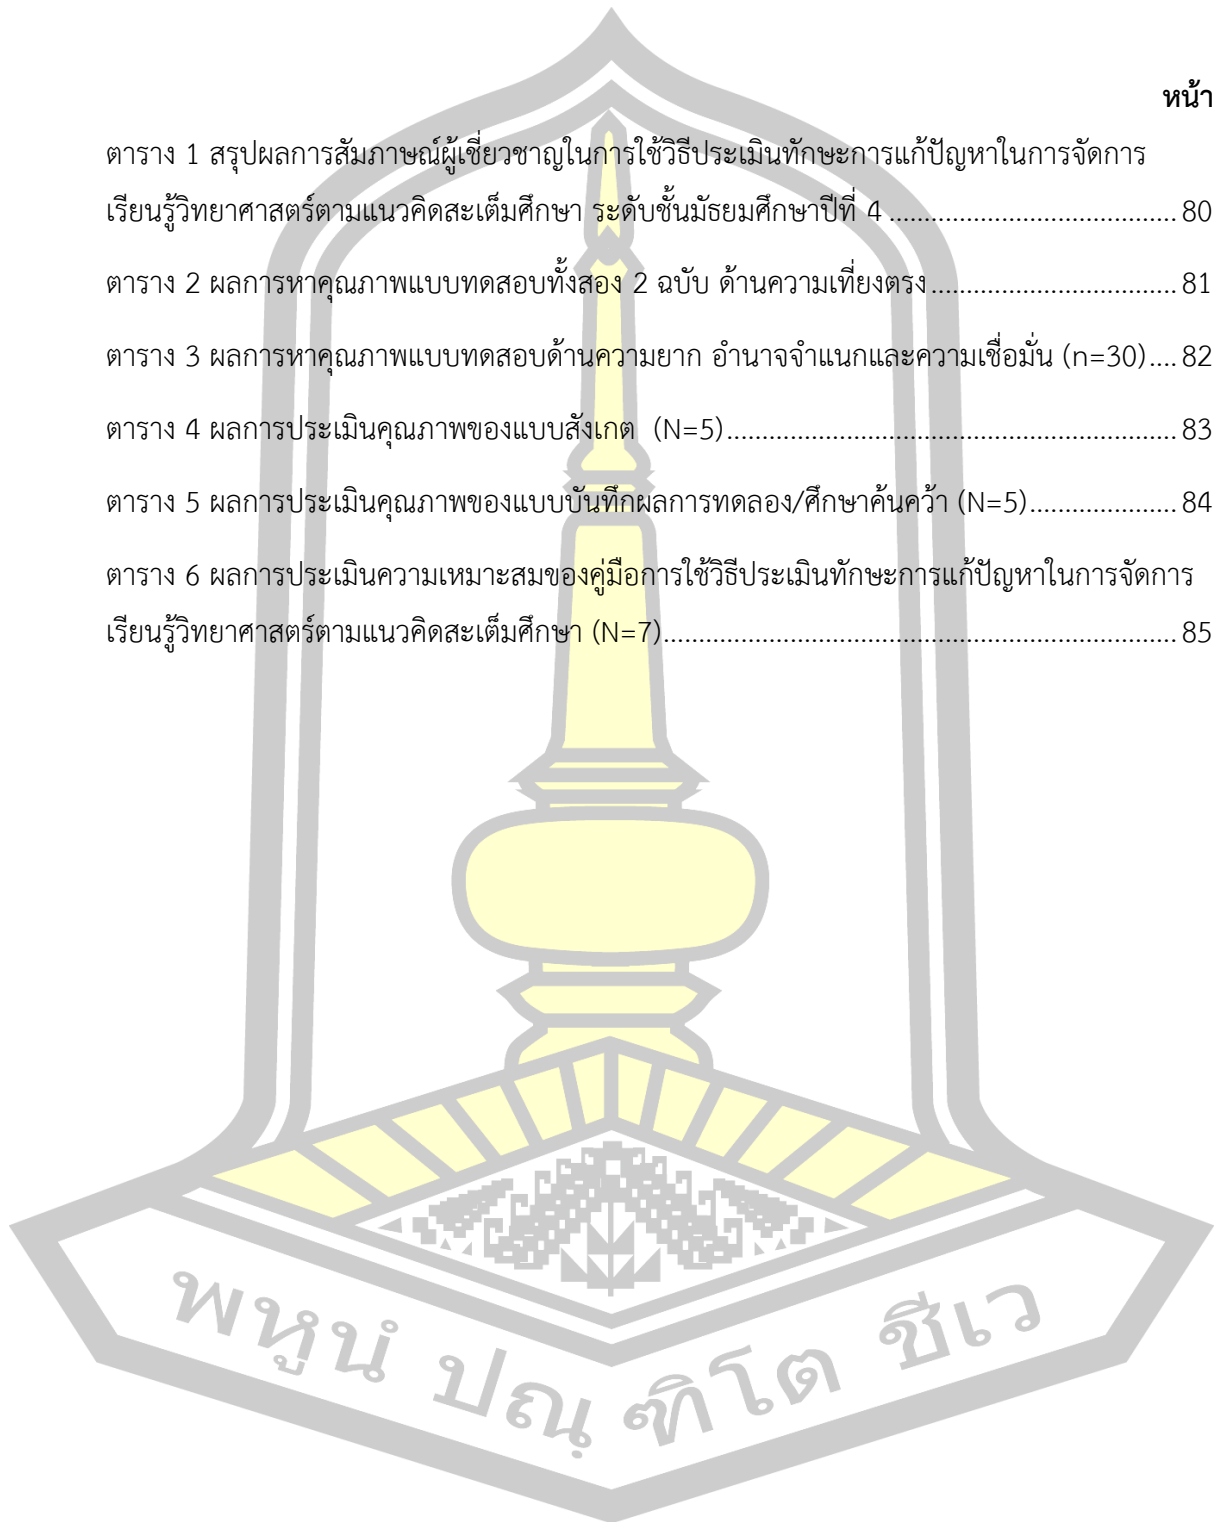 หน้า
ตาราง 1 สรุปผลการสัมภาษณ์ผู้เชี่ยวชาญในการใช้วิธีประเมินทักษะการแก้ปัญหาในการจัดการ
เรียนรู้วิทยาศาสตร์ตามแนวคิดสะเต็มศึกษา ระดับชั้นมัธยมศึกษาปีที่ 4 ......................................... 80
ตาราง 2 ผลการหาคุณภาพแบบทดสอบทั้งสอง 2 ฉบับ ด้านความเที่ยงตรง ................................... 81
ตาราง 3 ผลการหาคุณภาพแบบทดสอบด้านความยาก อำนาจจำแนกและความเชื่อมั่น (n=30) .... 82
ตาราง 4 ผลการประเมินคุณภาพของแบบสังเกต (N=5) ................................................................ 83
ตาราง 5 ผลการประเมินคุณภาพของแบบบันทึกผลการทดลอง/ศึกษาค้นคว้า (N=5) ..................... 84
ตาราง 6 ผลการประเมินความเหมาะสมของคู่มือการใช้วิธีประเมินทักษะการแก้ปัญหาในการจัดการ
เรียนรู้วิทยาศาสตร์ตามแนวคิดสะเต็มศึกษา (N=7) ......................................................................... 85
พหูนํ ปณฺ ฑิโต ชีเว